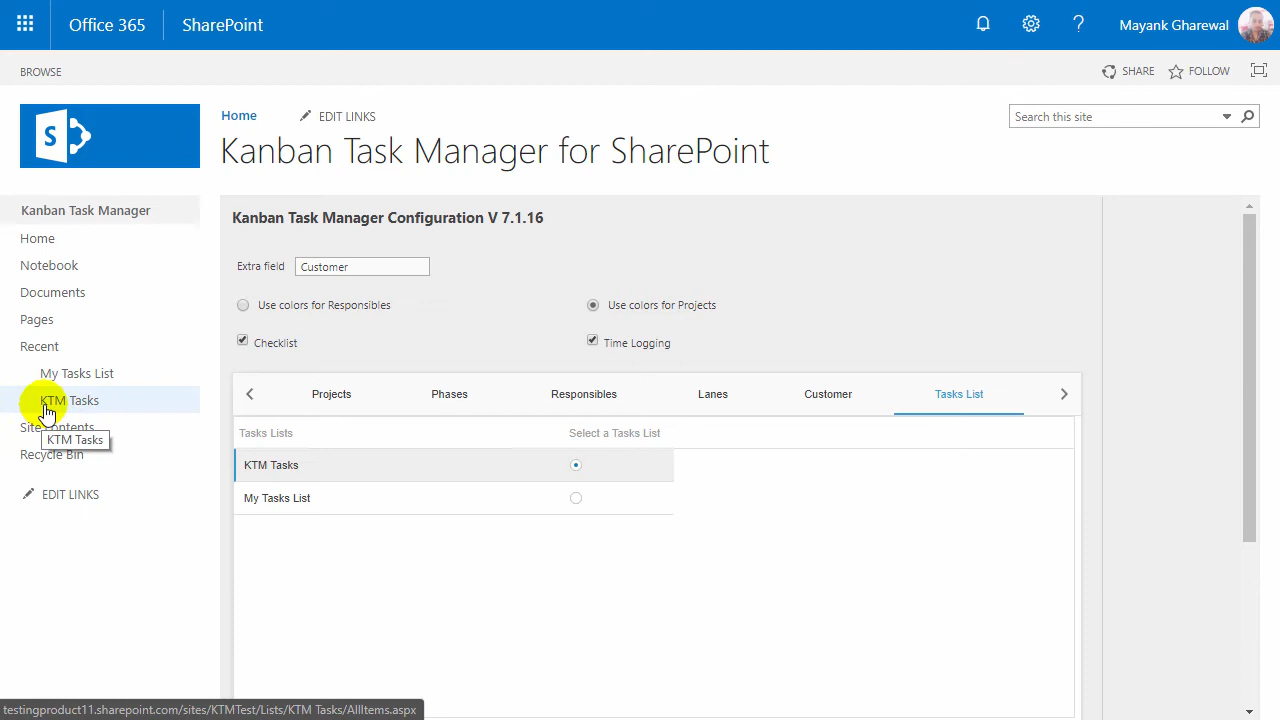 Office 365
SharePoint
?
Mayank Gharewal
BROWSE
SHARE
FOLLOW
S
Home
EDIT LINKS
Search this site
Kanban Task Manager for SharePoint
Kanban Task Manager
Home
Notebook
Documents
Pages
Recent
My Tasks List
KTM Tasks
Site Contents
KTM Tasks
Recycle Bin
EDIT LINKS
Kanban Task Manager Configuration V 7.1.16
Extra field
Customer
Use colors for Responsibles
Use colors for Projects
Checklist
Time Logging
Projects
Phases
Responsibles
Lanes
Customer
Tasks List
Tasks Lists
Select a Tasks List
KTM Tasks
My Tasks List
testingproduct11.sharepoint.com/sites/KTMTest/Lists/KTM Tasks/AllItems.aspx